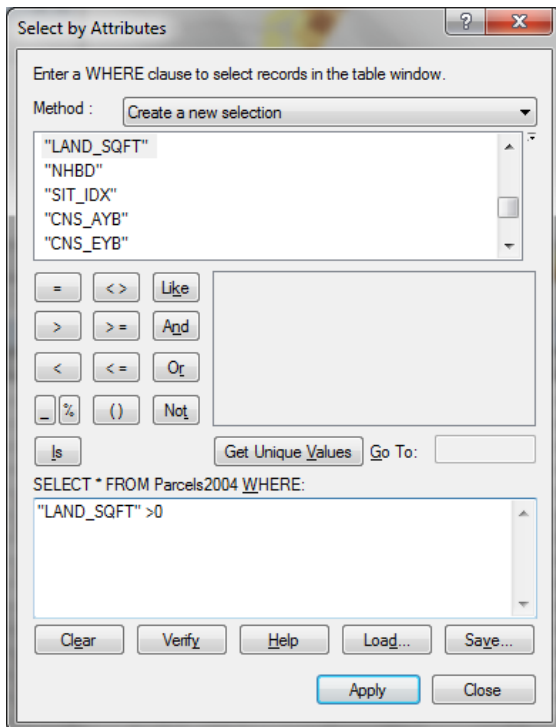 Select by Attributes
Enter a WHERE clause to select records in the table window.
Method : Create a new selection
"LAND_SQFT"
"NHBD"
"SIT_IDX"
"CNS_AYB"
"CNS_EYB"
= < > Like
> > = And
< < = Or
_ % ( ) Not
Is Get Unique Values Go To:
SELECT * FROM Parcels2004 WHERE:
"LAND_SQFT" >0
Clear Verify Help Load... Save...
Apply Close